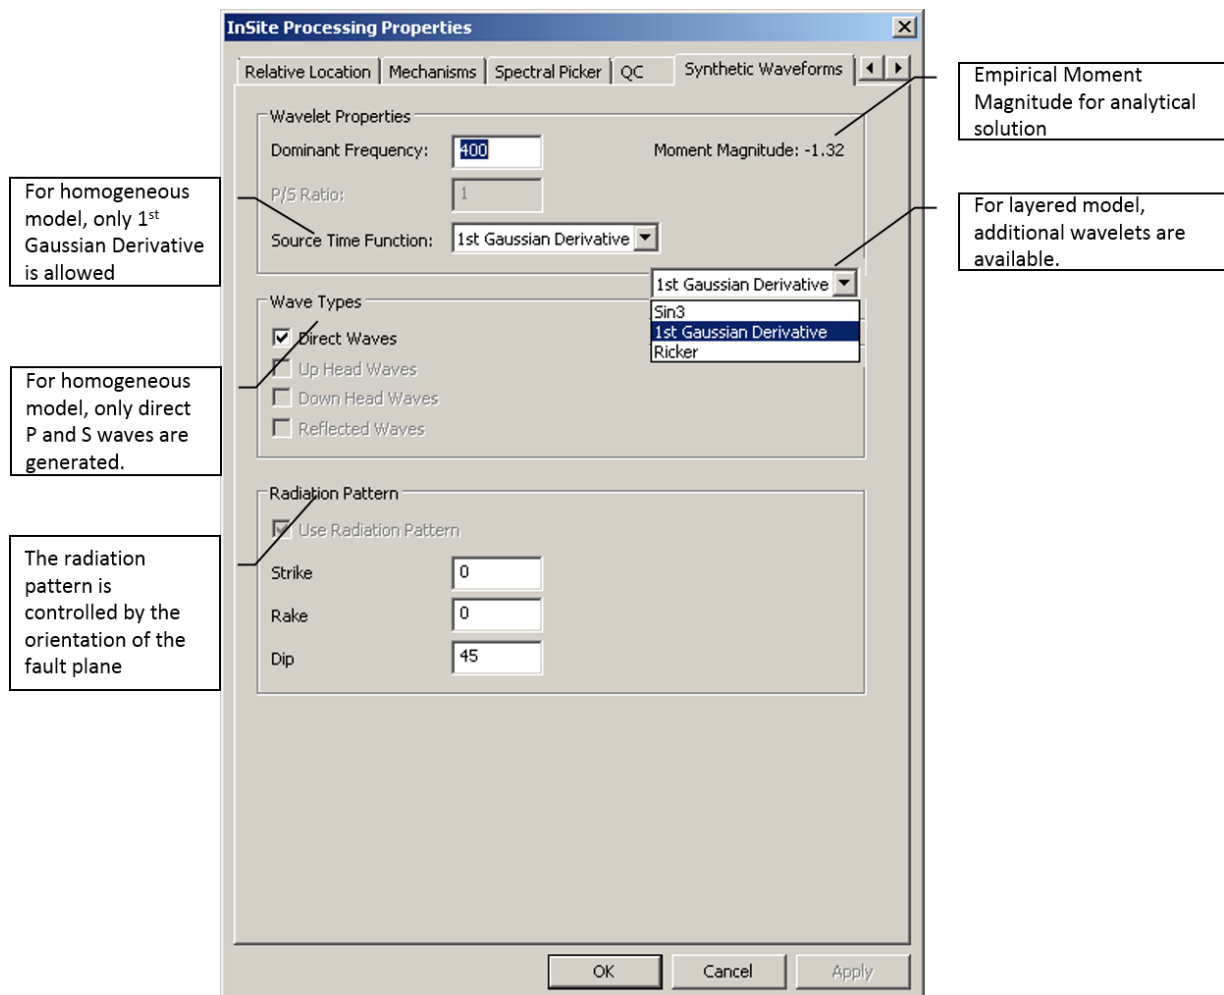 InSite Processing Properties
Relative Location Mechanisms Spectral Picker QC Synthetic Waveforms
Wavelet Properties
Dominant Frequency: 400 Moment Magnitude: -1.32
P/S Ratio: 1
Source Time Function: 1st Gaussian Derivative
1st Gaussian Derivative
Sin3
1st Gaussian Derivative
Ricker
Wave Types
Direct Waves
Up Head Waves
Down Head Waves
Reflected Waves
Radiation Pattern
Use Radiation Pattern
Strike 0
Rake 0
Dip 45
OK Cancel Apply
For homogeneous
model, only 1st
Gaussian Derivative
is allowed
For homogeneous
model, only direct
P and S waves are
generated.
The radiation
pattern is
controlled by the
orientation of the
fault plane
Empirical Moment
Magnitude for analytical
solution
For layered model,
additional wavelets are
available.